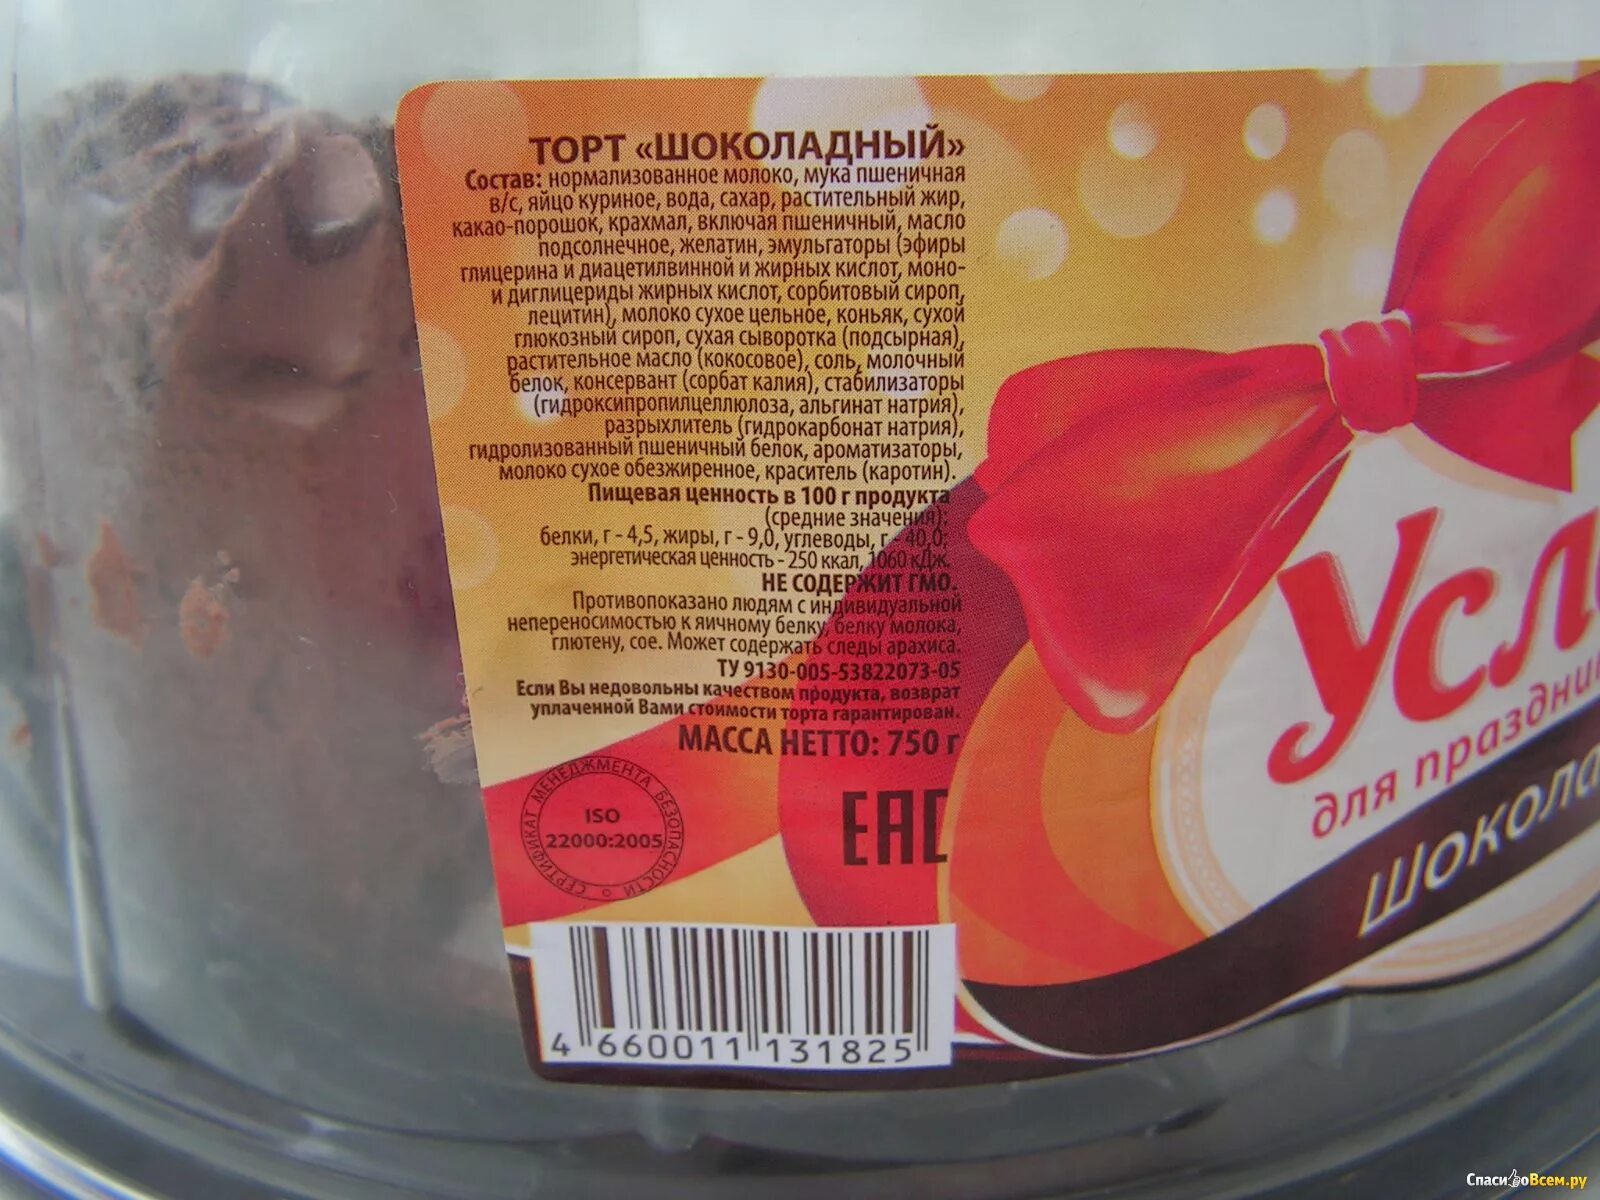 ТОРТ «ШОКОЛАДНЫЙ»
Состав: нормализованное молоко, мука пшеничная
в/с, яйцо куриное, вода, сахар, растительный жир,
какао-порошок, крахмал, включая пшеничный, масло
подсолнечное, желатин, эмульгаторы (эфиры
глицерина и диацетилвинной и жирных кислот, моно-
и диглицериды жирных кислот, сорбитовый сироп,
лецитин), молоко сухое цельное, коньяк, сухой
глюкозный сироп, сухая сыворотка (подсырная),
растительное масло (кокосовое), соль, молочный
белок, консервант (сорбат калия), стабилизаторы
(гидроксипропилцеллюлоза, альгинат натрия),
разрыхлитель (гидрокарбонат натрия),
гидролизованный пшеничный белок, ароматизаторы,
молоко сухое обезжиренное, краситель (каротин).
Пищевая ценность в 100 г продукта
(средние значения):
белки, г - 4,5, жиры, г - 9,0, углеводы, г - 40,0;
энергетическая ценность - 250 ккал, 1060 кДж.
НЕ СОДЕРЖИТ ГМО.
Противопоказано людям с индивидуальной
непереносимостью к яичному белку, белку молока,
глютену, сое. Может содержать следы арахиса.
ТУ 9130-005-53822073-05
Если Вы недовольны качеством продукта, возврат
уплаченной Вами стоимости торта гарантирован.
МАССА НЕТТО: 750 г
СЕРТИФИКАТ МЕНЕДЖМЕНТА БЕЗОПАСНОСТИ
ISO
22000:2005
ЕАС
4 660011 131825
Усл
для праздни
шокола
СпасибоВсем.ру